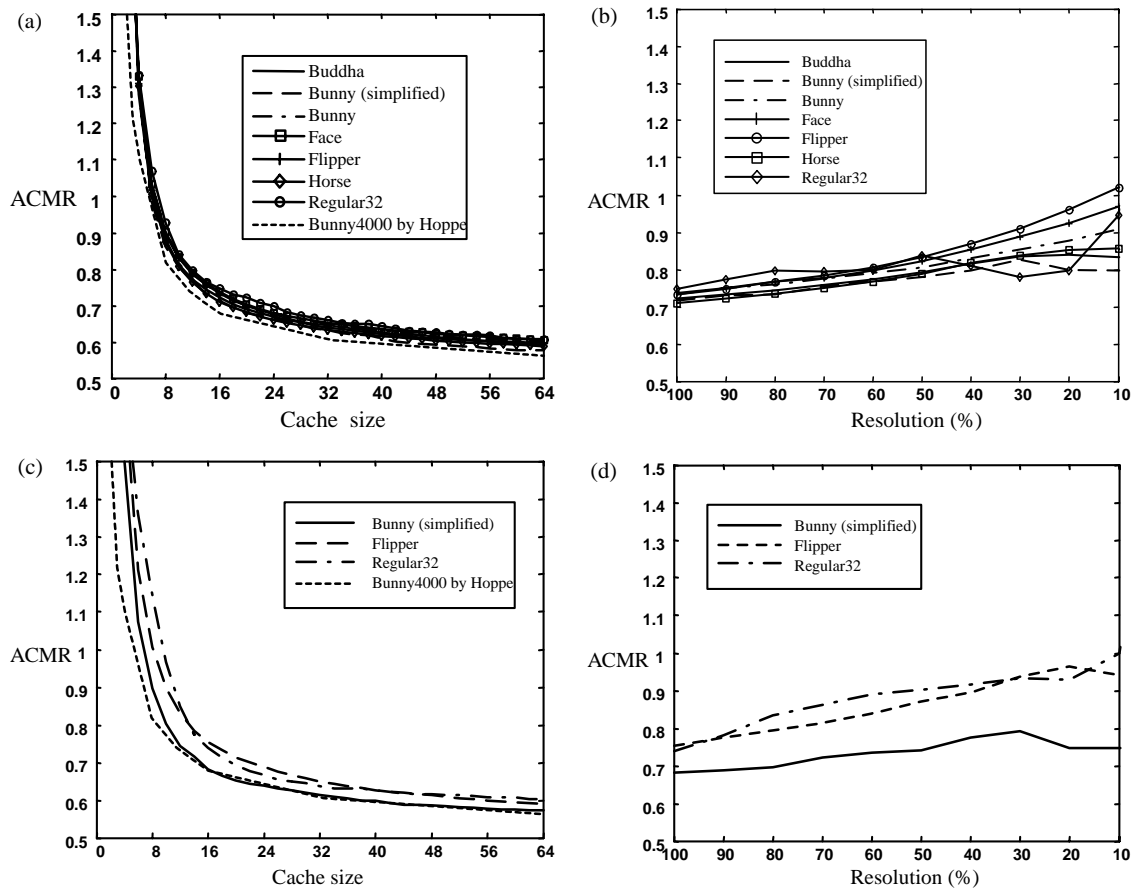 (a)
1.5
1.4
1.3
1.2
1.1
1
0.9
0.8
0.7
0.6
0.5
ACMR
Buddha
Bunny (simplified)
Bunny
Face
Flipper
Horse
Regular32
Bunny4000 by Hoppe
0 8 16 24 32 40 48 56 64
Cache size
(b)
1.5
1.4
1.3
1.2
1.1
1
0.9
0.8
0.7
0.6
0.5
ACMR
Buddha
Bunny (simplified)
Bunny
Face
Flipper
Horse
Regular32
100 90 80 70 60 50 40 30 20 10
Resolution (%)
(c)
1.5
1.4
1.3
1.2
1.1
1
0.9
0.8
0.7
0.6
0.5
ACMR
Bunny (simplified)
Flipper
Regular32
Bunny4000 by Hoppe
0 8 16 24 32 40 48 56 64
Cache size
(d)
1.5
1.4
1.3
1.2
1.1
1
0.9
0.8
0.7
0.6
0.5
ACMR
Bunny (simplified)
Flipper
Regular32
100 90 80 70 60 50 40 30 20 10
Resolution (%)